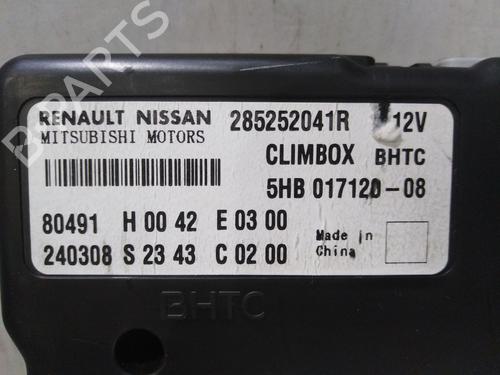 B PARTS
RENAULT NISSAN 285252041R 12V
MITSUBISHI MOTORS
CLIMBOX BHTC
5HB 017120-08
80491 H 00 42 E 03 00
240308 S 23 43 C 02 00
Made in
China
BHTC